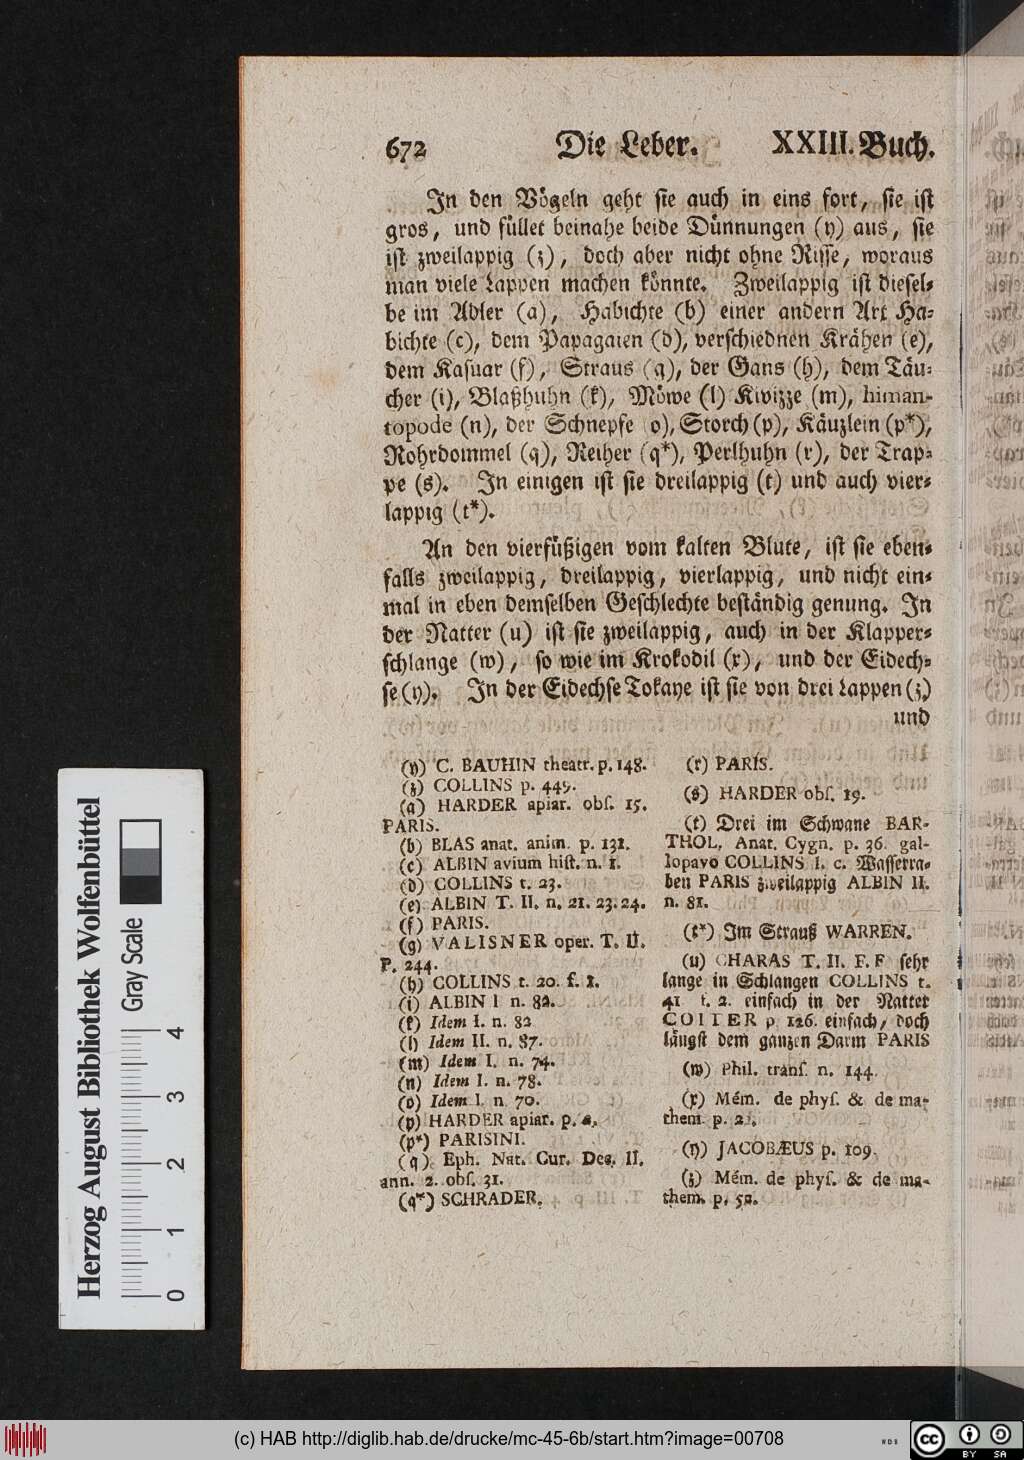 672 Die Leber. XXIII. Buch.
In den Vögeln geht sie auch in eins fort, sie ist
gros, und füllet beinahe beide Dünnungen (y) aus, sie
ist zweilappig (z), doch aber nicht ohne Risse, woraus
man viele Lappen machen könnte. Zweilappig ist diesel-
be im Adler (a), Habichte (b) einer andern Art Ha-
bichte (c), dem Papagaien (d), verschiednen Krähen (e),
dem Kasuar (f), Straus (g), der Gans (h), dem Täu-
cher (i), Blaßhuhn (k), Möwe (l) Kivizze (m), himan-
topode (n), der Schnepfe (o), Storch (p), Käuzlein (p*),
Rohrdommel (q), Reiher (q*), Perlhuhn (r), der Trap-
pe (s). In einigen ist sie dreilappig (t) und auch vier-
lappig (t*).
An den vierfüßigen vom kalten Blute, ist sie eben-
falls zweilappig, dreilappig, vierlappig, und nicht ein-
mal in eben demselben Geschlechte beständig genung. In
der Natter (u) ist sie zweilappig, auch in der Klapper-
schlange (w), so wie im Krokodil (x), und der Eidech-
se (y). In der Eidechse Tokaye ist sie von drei Lappen (z)
und
(y) C. BAUHIN theatr. p. 148.
(z) COLLINS p. 449.
(a) HARDER apiar. obs. 15.
PARIS.
(b) BLAS anat. anim. p. 131.
(c) ALBIN avium hist. n. 1.
(d) COLLINS t. 23.
(e) ALBIN T. II. n. 21. 23. 24.
(f) PARIS.
(g) VALISNER oper. T. II.
P. 244.
(h) COLLINS t. 20. f. 1.
(i) ALBIN I n. 82.
(k) Idem I. n. 82
(l) Idem II. n. 87.
(m) Idem I. n. 74.
(n) Idem I. n. 78.
(o) Idem I. n. 70.
(p) HARDER apiar. p.
(p*) PARISINI.
(q) Eph. Nat. Cur. Dec. II.
ann. 2. obs. 31.
(q*) SCHRADER.
(r) PARIS.
(s) HARDER obs. 19.
(t) Drei im Schwane BAR-
THOL. Anat. Cygn. p. 36. gal-
lopavo COLLINS l. c. Wasserra-
ben PARIS zweilappig ALBIN II.
n. 81.
(t*) Im Strauß WARREN.
(u) CHARAS T. II. F. F sehr
lange in Schlangen COLLINS t.
41 f. 2. einfach in der Natter
COITER p. 126. einfach, doch
längst dem ganzen Darm PARIS
(w) Phil. trans. n. 144.
(x) Mém. de phys. & de ma-
them. p.
(y) JACOBÆUS p. 109.
(z) Mém. de phys. & de ma-
them. p. 52.
Herzog August Bibliothek Wolfenbüttel
Gray Scale
0 1 2 3 4
(c) HAB http://diglib.hab.de/drucke/mc-45-6b/start.htm?image=00708
cc BY SA